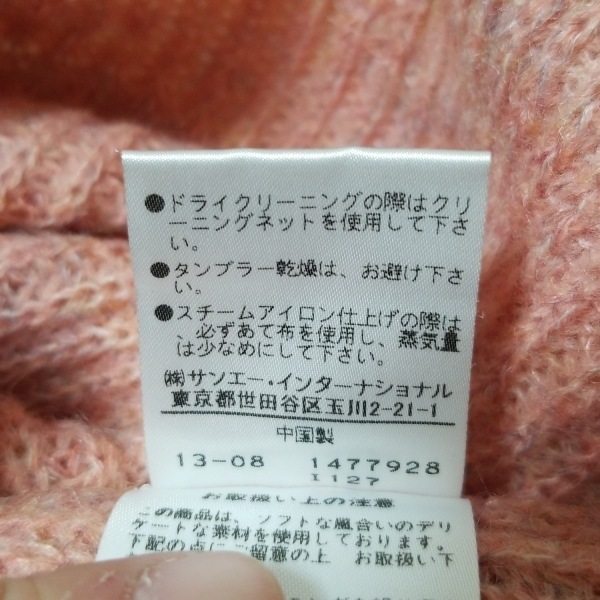 ●ドライクリーニングの際はクリ
ーニングネットを使用して下さ
い。
●タンブラー乾燥は、お避け下さ
い。
●スチームアイロン仕上げの際は
、必ずあて布を使用し、蒸気量
は少なめにして下さい。
㈱サンエー・インターナショナル
東京都世田谷区玉川2-21-1
中国製
13-08 1477928
I 127
お取扱い上の注意
この商品は、ソフトな風合いのデリ
ケートな素材を使用しております。
下記の点にご留意の上 お取扱い下